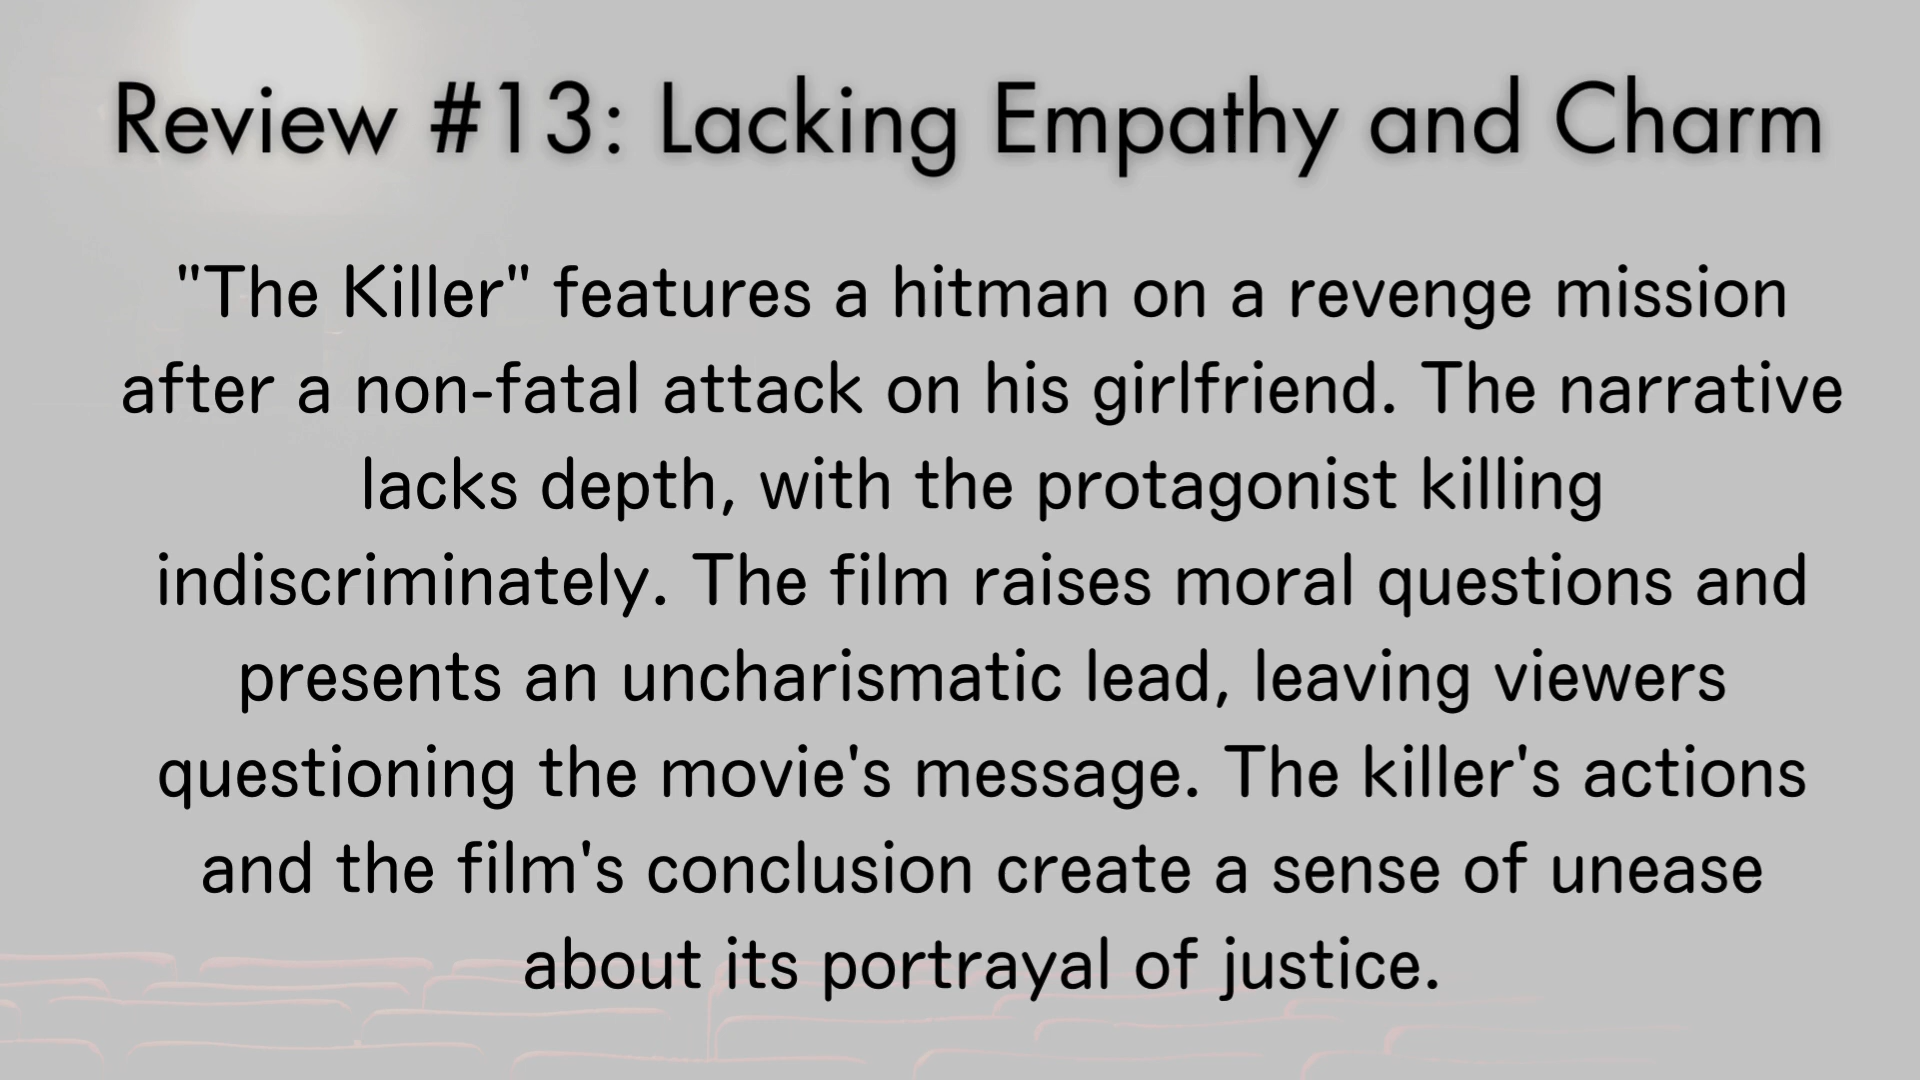 Review #13: Lacking Empathy and Charm
"The Killer" features a hitman on a revenge mission
after a non-fatal attack on his girlfriend. The narrative
lacks depth, with the protagonist killing
indiscriminately. The film raises moral questions and
presents an uncharismatic lead, leaving viewers
questioning the movie's message. The killer's actions
and the film's conclusion create a sense of unease
about its portrayal of justice.